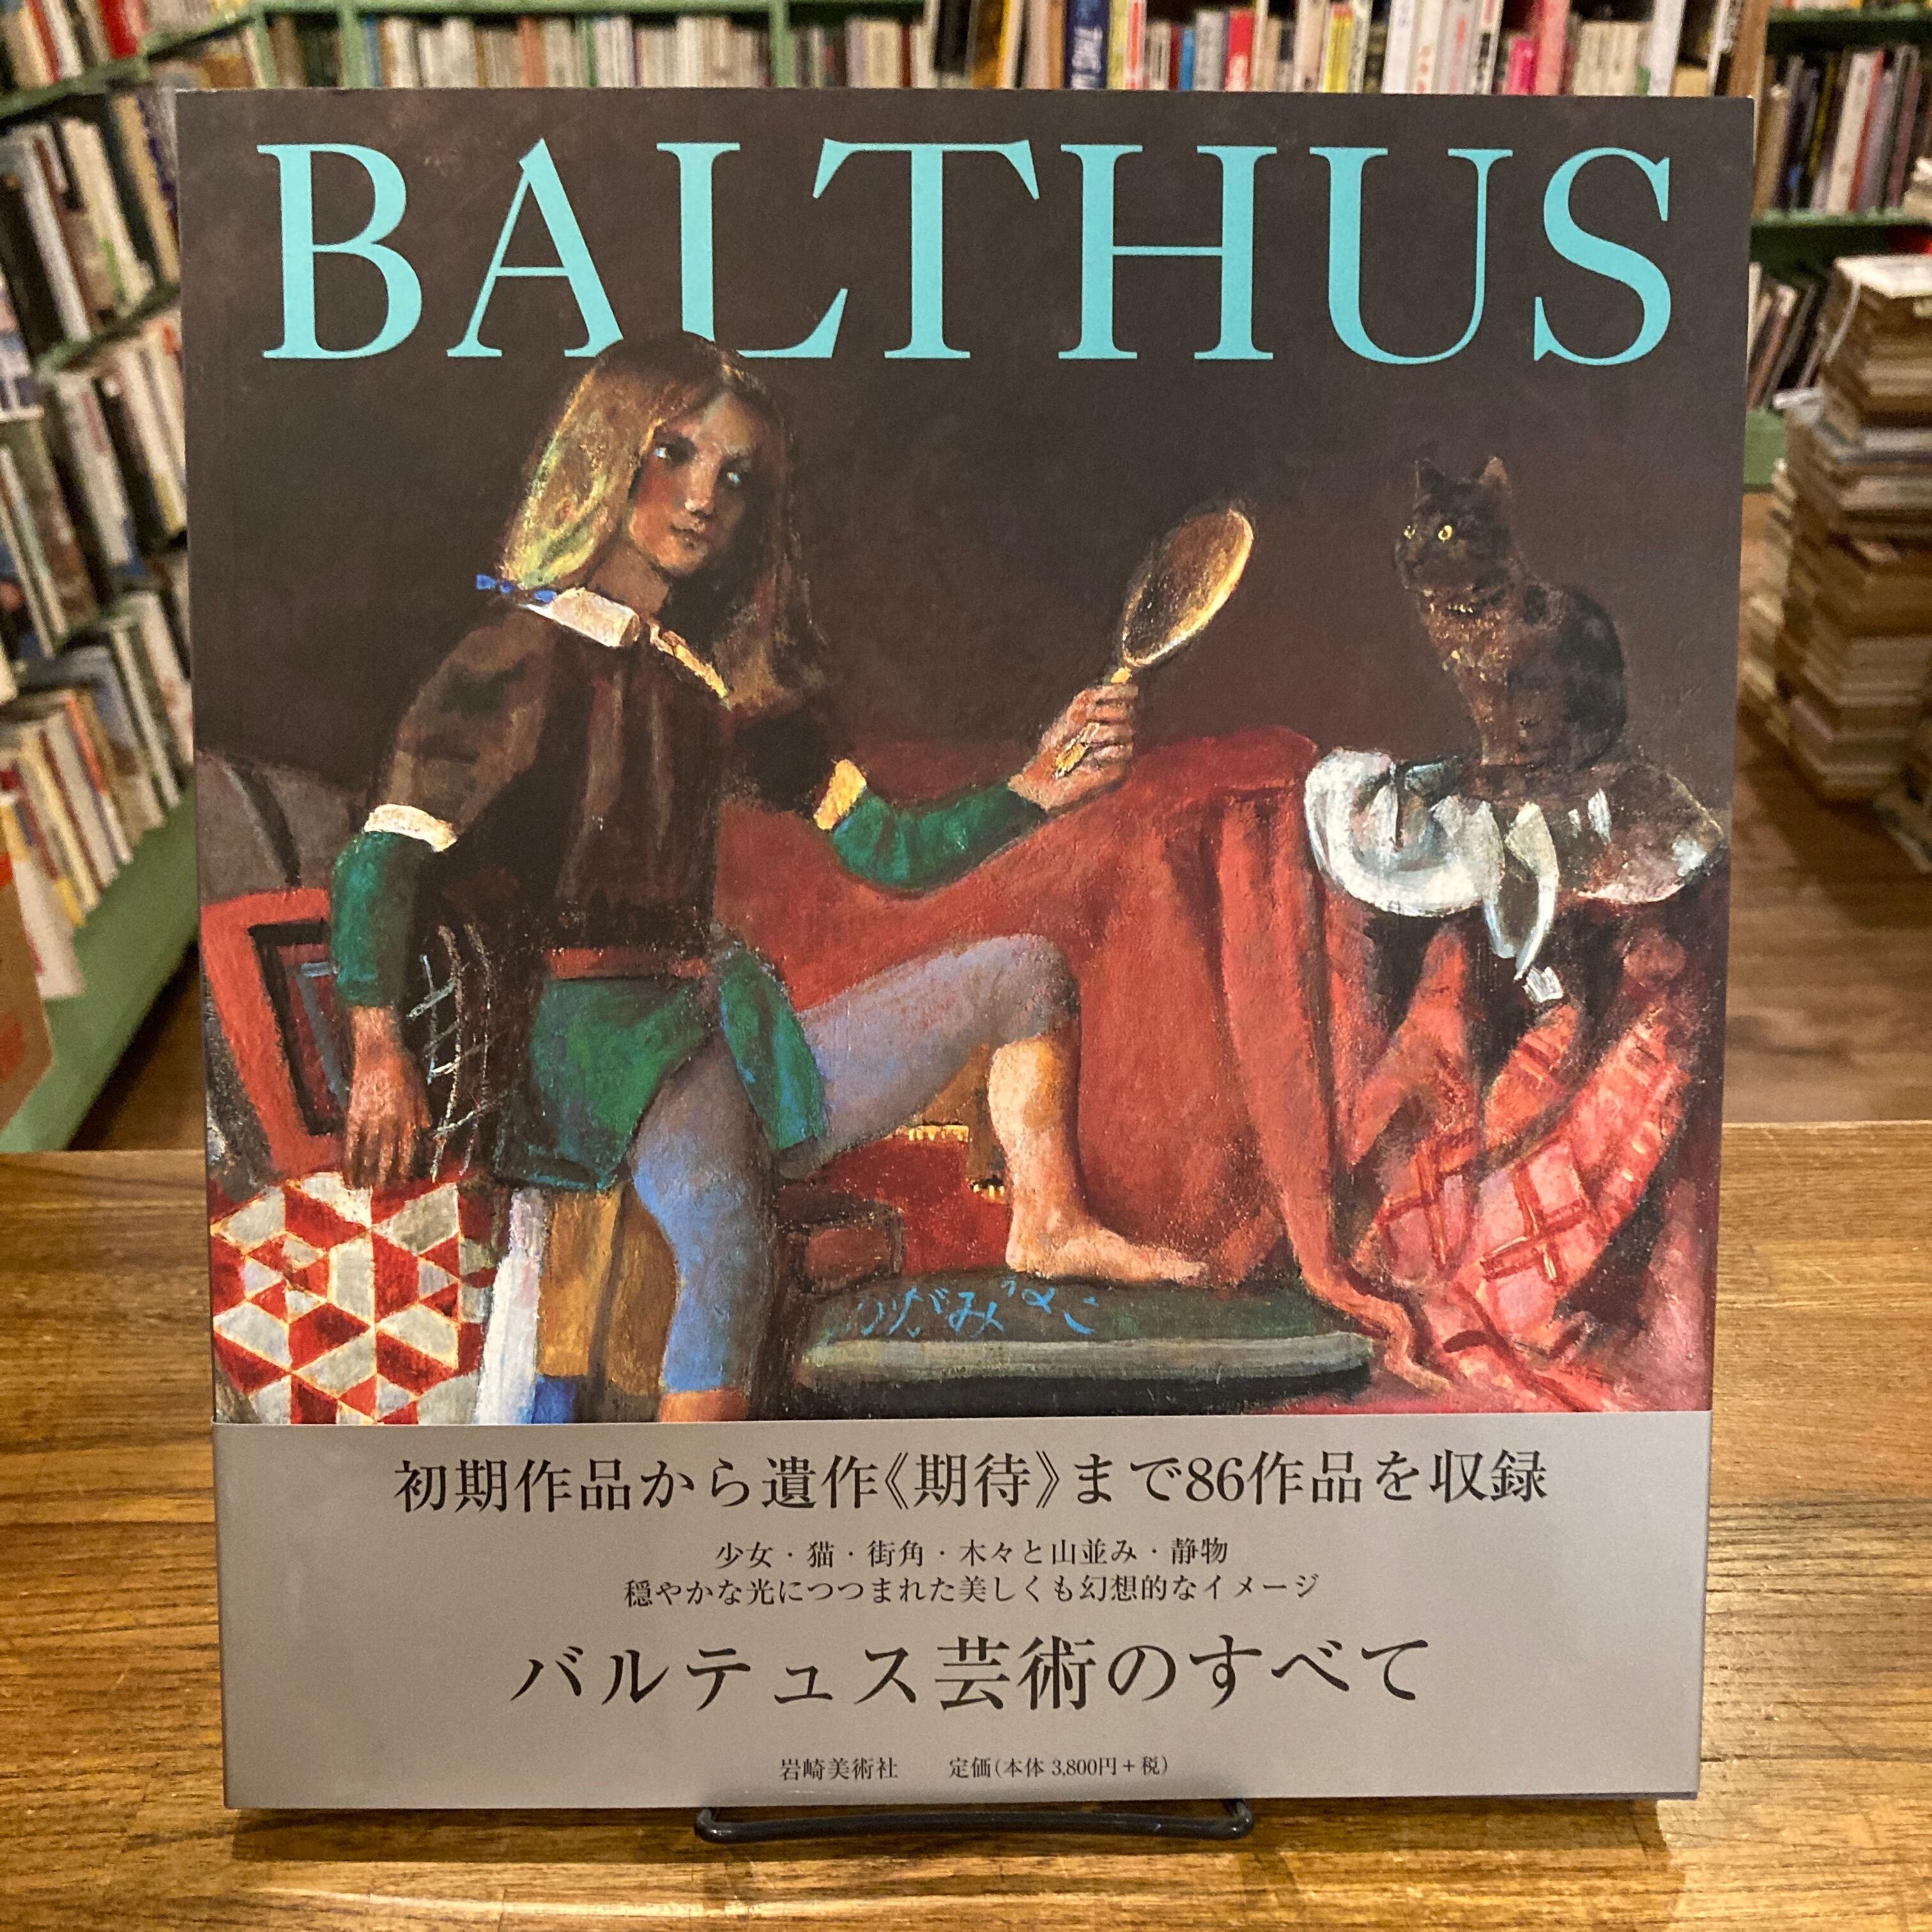 BALTHUS
初期作品から遺作《期待》まで86作品を収録
少女・猫・街角・木々と山並み・静物
穏やかな光につつまれた美しくも幻想的なイメージ
バルテュス芸術のすべて
岩崎美術社　定価(本体 3,800円+税)